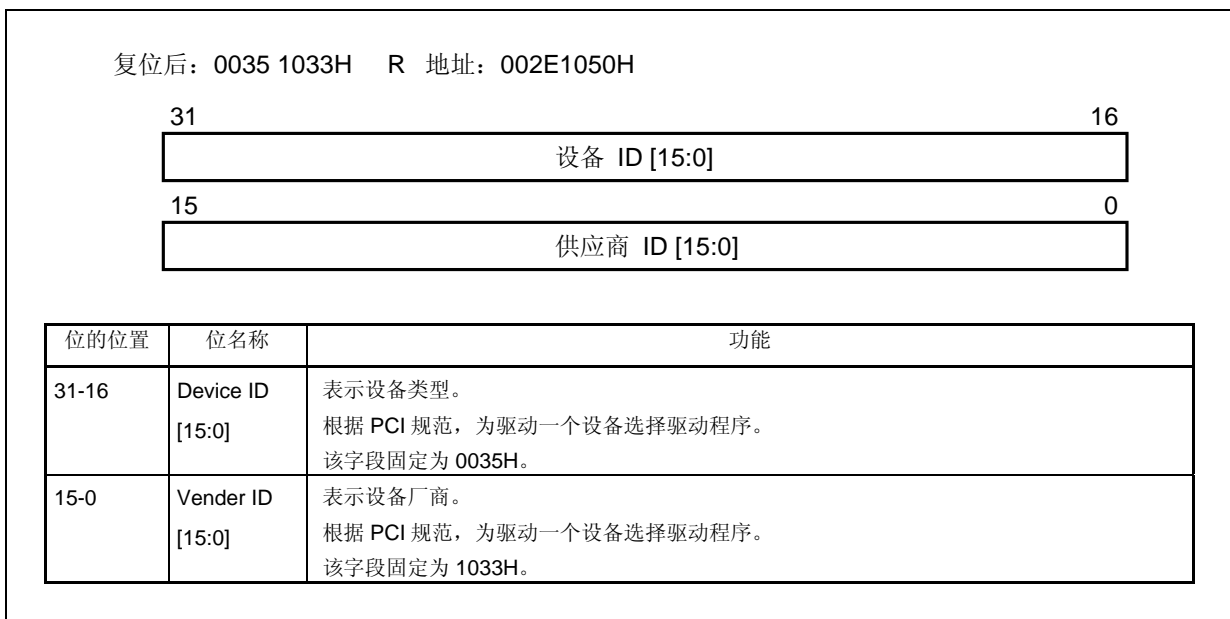 复位后：0035 1033H R 地址：002E1050H
31 16
设备 ID [15:0]
15 0
供应商 ID [15:0]
位的位置 位名称 功能
31-16 Device ID 表示设备类型。
[15:0] 根据 PCI 规范，为驱动一个设备选择驱动程序。
该字段固定为 0035H。
15-0 Vender ID 表示设备厂商。
[15:0] 根据 PCI 规范，为驱动一个设备选择驱动程序。
该字段固定为 1033H。